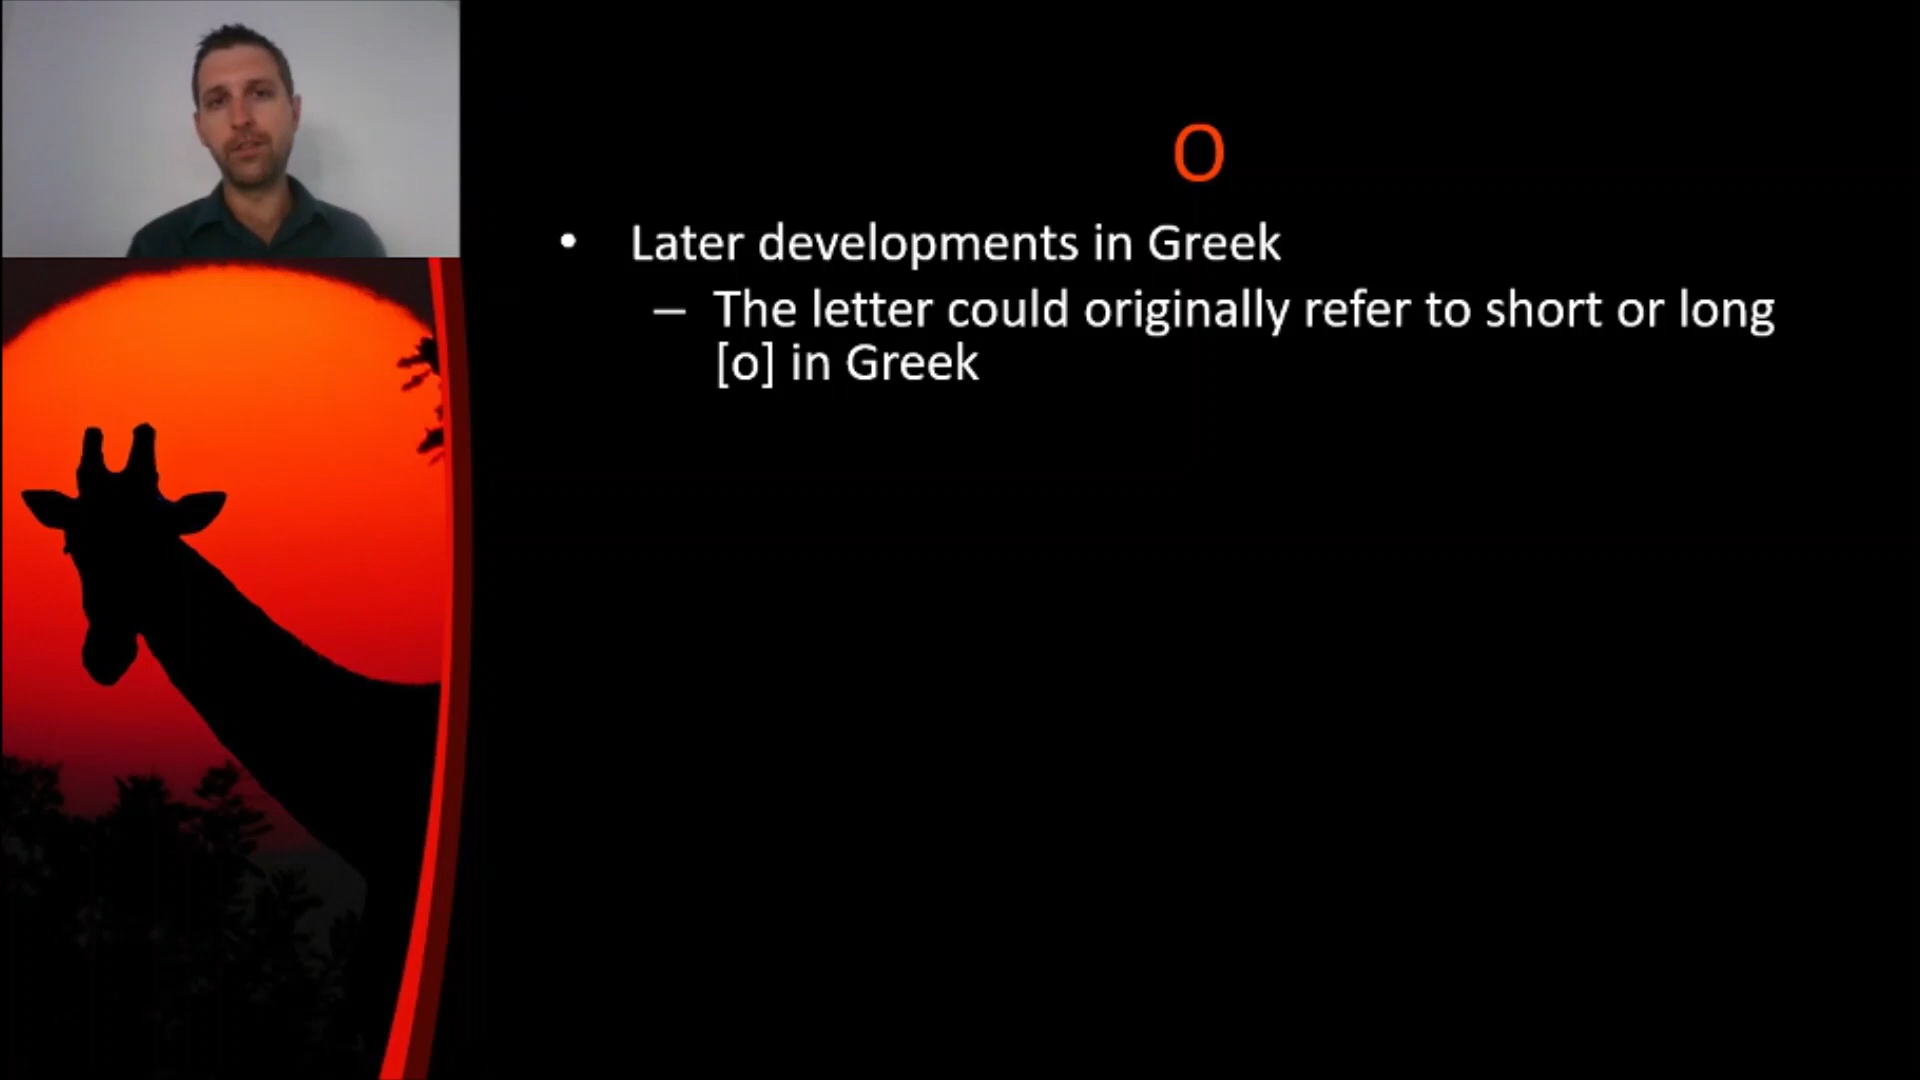 O
• Later developments in Greek
– The letter could originally refer to short or long
[o] in Greek